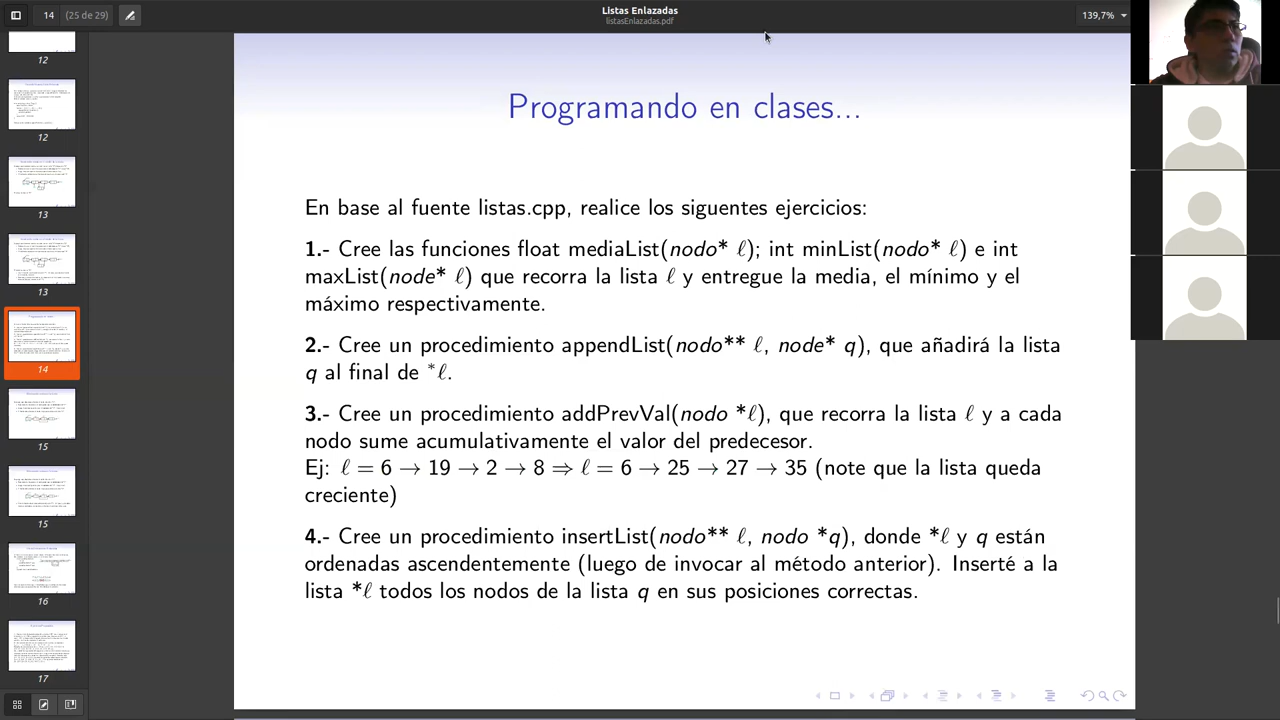 14 (25 de 29)
Listas Enlazadas
listasEnlazadas.pdf
139,7%
12
12
13
13
14
15
15
16
17
Programando en clases...
En base al fuente listas.cpp, realice los siguentes ejercicios:
1.- Cree las funciones float mediaList(nodo* ℓ); int minList(nodo* ℓ) e int
maxList(node* ℓ) que recorra la lista ℓ y entregue la media, el mínimo y el
máximo respectivamente.
2.- Cree un procedimiento appendList(nodo** ℓ, node* q), que añadirá la lista
q al final de *ℓ.
3.- Cree un procedimiento addPrevVal(nodo *ℓ), que recorra la lista ℓ y a cada
nodo sume acumulativamente el valor del predecesor.
Ej: ℓ = 6 → 19 → 2 → 8 ⇒ ℓ = 6 → 25 → 27 → 35 (note que la lista queda
creciente)
4.- Cree un procedimiento insertList(nodo** ℓ, nodo *q), donde *ℓ y q están
ordenadas ascendentemente (luego de invocar al método anterior). Inserté a la
lista *ℓ todos los nodos de la lista q en sus posiciones correctas.